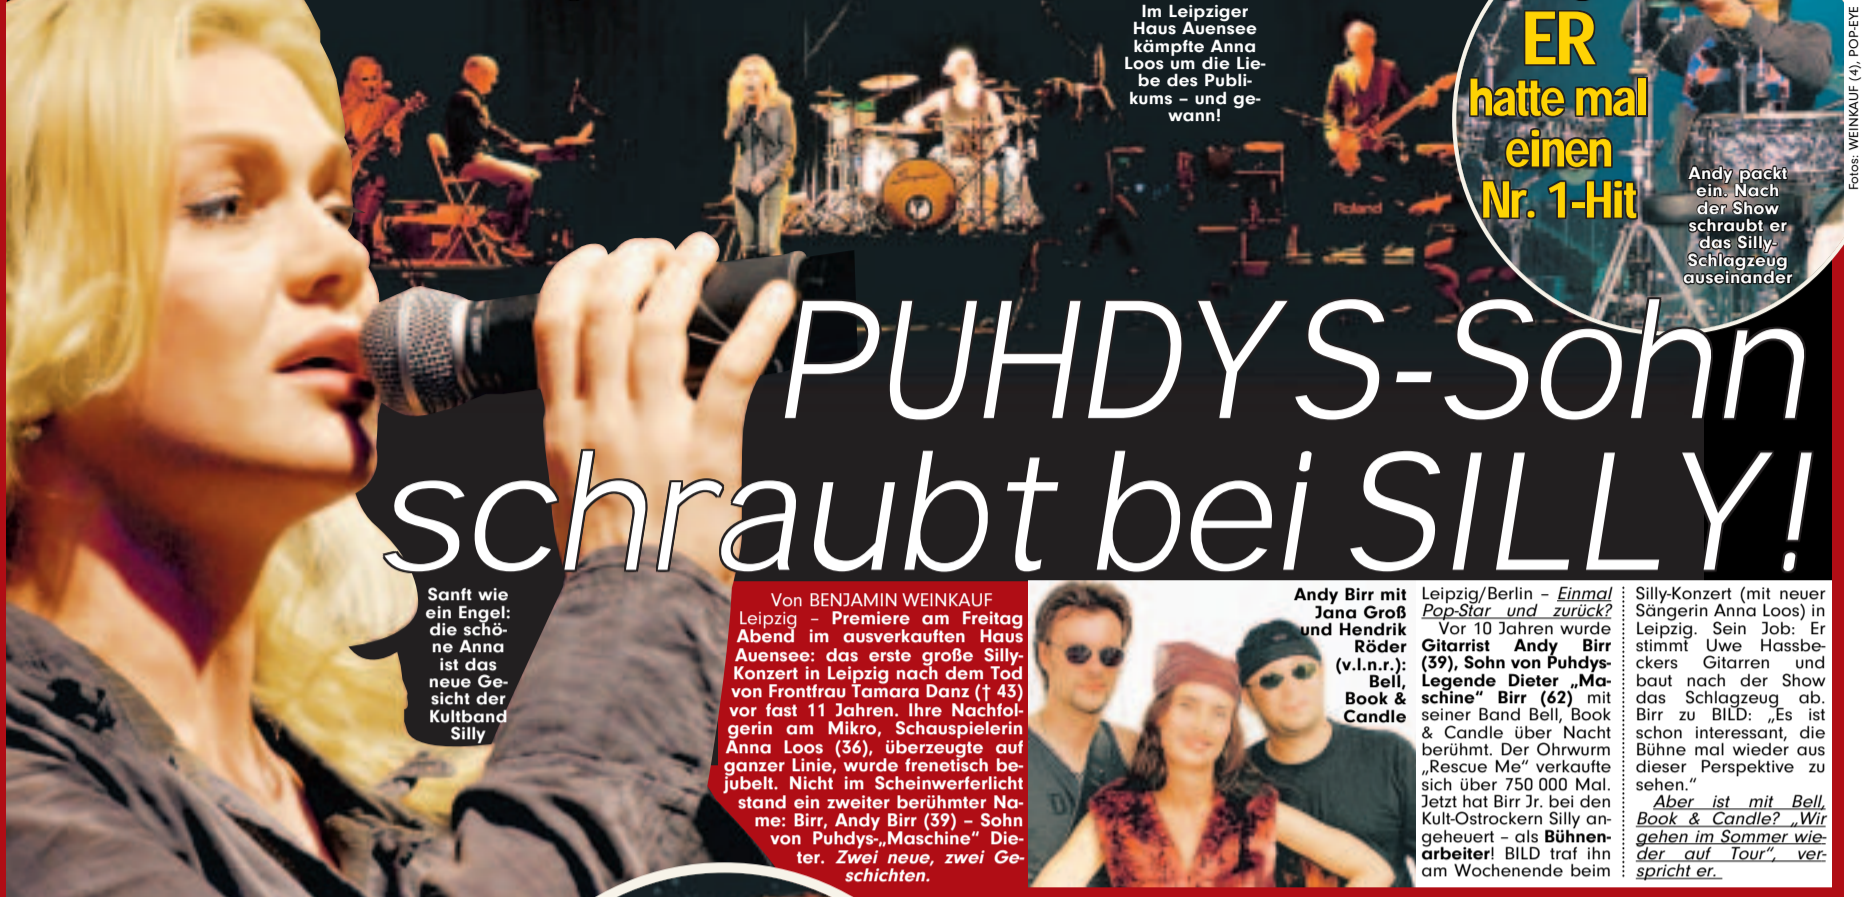 Im Leipziger
Haus Auensee
kämpfte Anna
Loos um die Lie-
be des Publi-
kums – und ge-
wann!
ER
hatte mal
einen
Nr. 1-Hit
Andy packt
ein. Nach
der Show
schraubt er
das Silly-
Schlagzeug
auseinander
Fotos: WEINKAUF (4), POP-EYE
Roland
PUHDYS-Sohn
schraubt bei SILLY!
Sanft wie
ein Engel:
die schö-
ne Anna
ist das
neue Ge-
sicht der
Kultband
Silly
Von BENJAMIN WEINKAUF
Leipzig – Premiere am Freitag
Abend im ausverkauften Haus
Auensee: das erste große Silly-
Konzert in Leipzig nach dem Tod
von Frontfrau Tamara Danz († 43)
vor fast 11 Jahren. Ihre Nachfol-
gerin am Mikro, Schauspielerin
Anna Loos (36), überzeugte auf
ganzer Linie, wurde frenetisch be-
jubelt. Nicht im Scheinwerferlicht
stand ein zweiter berühmter Na-
me: Birr, Andy Birr (39) – Sohn
von Puhdys-„Maschine“ Die-
ter. Zwei neue, zwei Ge-
schichten.
Andy Birr mit
Jana Groß
und Hendrik
Röder
(v.l.n.r.):
Bell,
Book &
Candle
Leipzig/Berlin – Einmal
Pop-Star und zurück?
Vor 10 Jahren wurde
Gitarrist Andy Birr
(39), Sohn von Puhdys-
Legende Dieter „Ma-
schine“ Birr (62) mit
seiner Band Bell, Book
& Candle über Nacht
berühmt. Der Ohrwurm
„Rescue Me“ verkaufte
sich über 750 000 Mal.
Jetzt hat Birr Jr. bei den
Kult-Ostrockern Silly an-
geheuert – als Bühnen-
arbeiter! BILD traf ihn
am Wochenende beim
Silly-Konzert (mit neuer
Sängerin Anna Loos) in
Leipzig. Sein Job: Er
stimmt Uwe Hassbe-
ckers Gitarren und
baut nach der Show
das Schlagzeug ab.
Birr zu BILD: „Es ist
schon interessant, die
Bühne mal wieder aus
dieser Perspektive zu
sehen.“
Aber ist mit Bell,
Book & Candle? „Wir
gehen im Sommer wie-
der auf Tour“, ver-
spricht er.